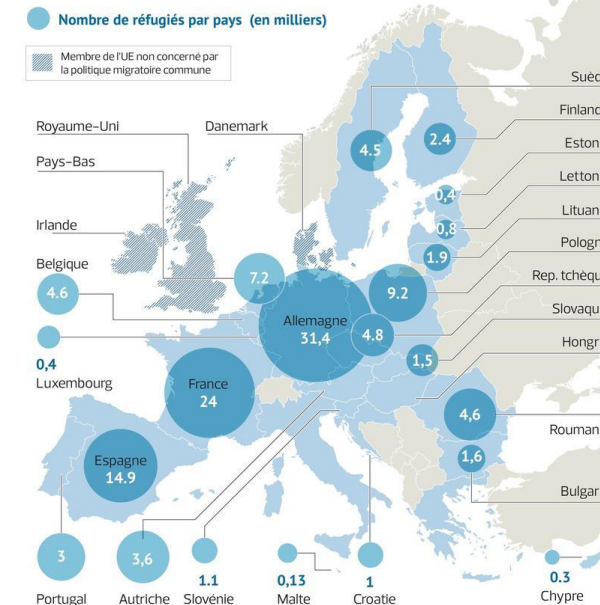 Nombre de réfugiés par pays (en milliers)
Membre de l'UE non concerné par
la politique migratoire commune
Royaume-Uni
Danemark
Pays-Bas
Irlande
Belgique
4.6
0,4
Luxembourg
7.2
Allemagne
31,4
4.8
9.2
France
24
Espagne
14.9
4.5
2.4
0,4
0,8
1.9
1,5
4,6
1,6
Suèd
Finland
Eston
Letton
Lituan
Pologn
Rep. tchèqu
Slovaqu
Hongr
Rouman
Bulgar
3
Portugal
3,6
Autriche
1.1
Slovénie
0,13
Malte
1
Croatie
0.3
Chypre